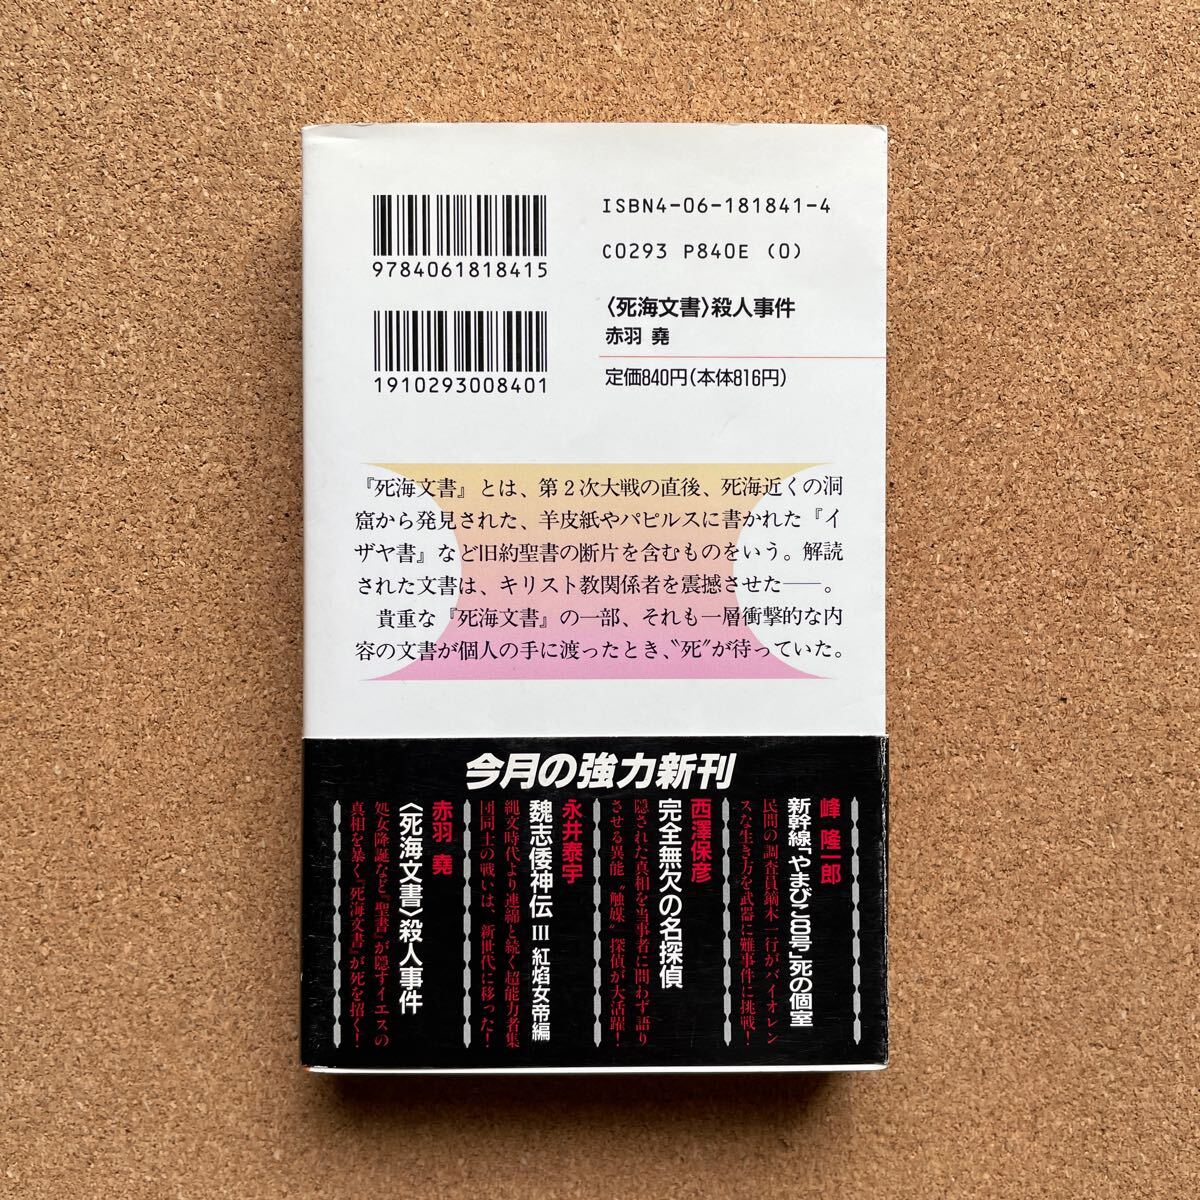 ISBN4-06-181841-4
C0293 P840E (0)
9784061818415
1910293008401
〈死海文書〉殺人事件
赤羽 堯
定価840円(本体816円)
『死海文書』とは、第2次大戦の直後、死海近くの洞
窟から発見された、羊皮紙やパピルスに書かれた『イ
ザヤ書』など旧約聖書の断片を含むものをいう。解読
された文書は、キリスト教関係者を震撼させた――。
貴重な『死海文書』の一部、それも一層衝撃的な内
容の文書が個人の手に渡ったとき、〝死〟が待っていた。
今月の強力新刊
峰 隆一郎
新幹線「やまびこ8号」死の個室
民間の調査員鏑木一行がバイオレン
スな生き方を武器に難事件に挑戦!
西澤保彦
完全無欠の名探偵
隠された真相を当事者に問わず語り
させる異能〝触媒〟探偵が大活躍!
永井泰宇
魏志倭神伝 III 紅焰女帝編
縄文時代より連綿と続く超能力者集
団同士の戦いは、新世代に移った!
赤羽 堯
〈死海文書〉殺人事件
処女降誕など『聖書』が隠すイエスの
真相を暴く『死海文書』が死を招く!